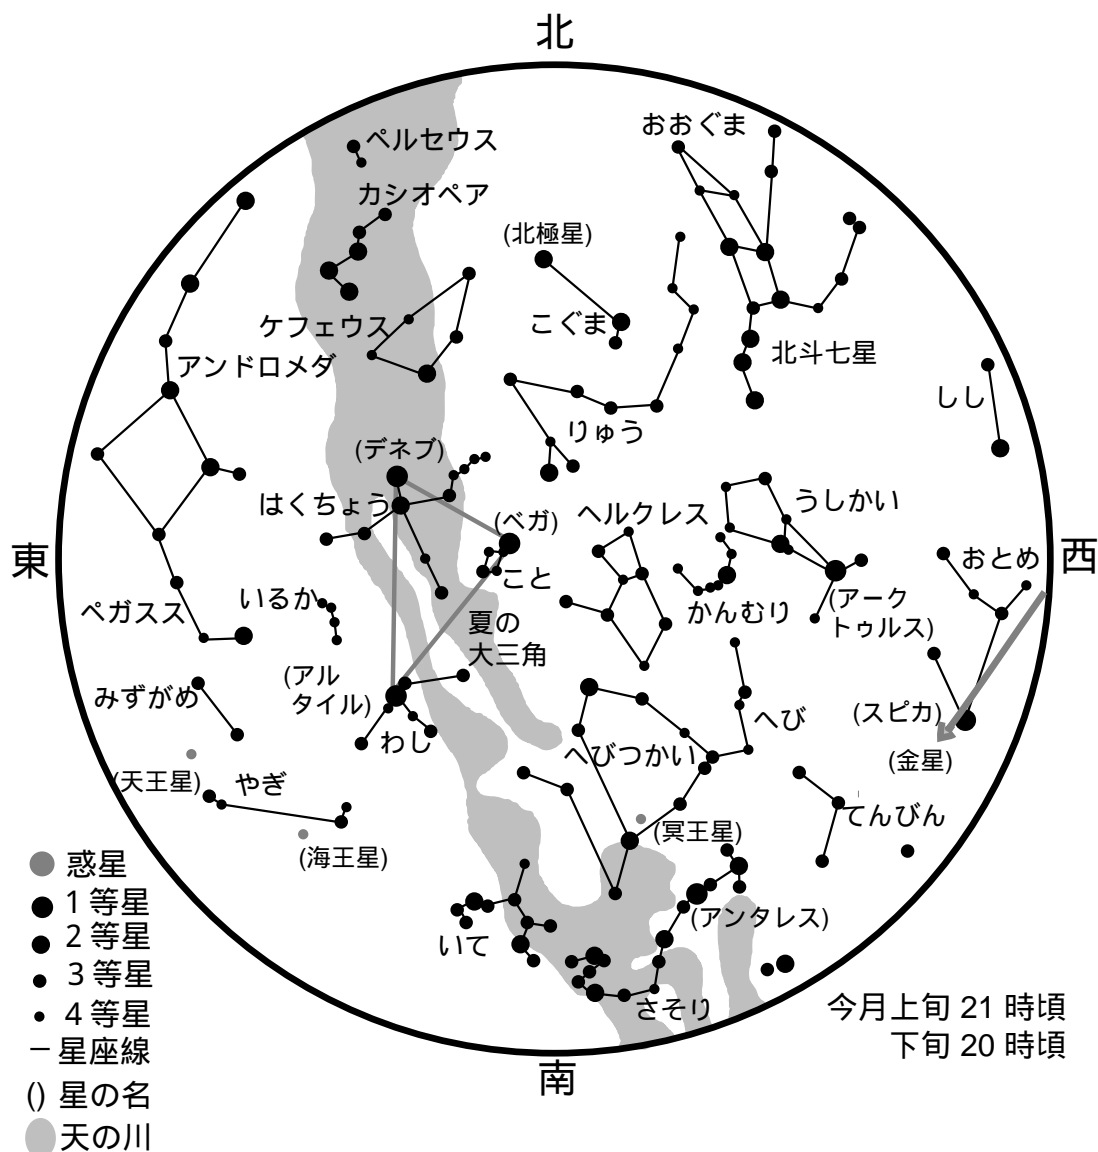 北
おおぐま
ペルセウス
カシオペア
(北極星)
ケフェウス
こぐま
アンドロメダ
北斗七星
しし
りゅう
(デネブ)
はくちょう
(ベガ)
ヘルクレス
うしかい
東
西
おとめ
こと
ペガスス
いるか
かんむり
(アーク
トゥルス)
夏の
大三角
(アル
タイル)
みずがめ
わし
へび
(スピカ)
へびつかい
(金星)
(天王星)
やぎ
てんびん
(冥王星)
(海王星)
惑星
1 等星
2 等星
3 等星
4 等星
星座線
() 星の名
天の川
(アンタレス)
いて
さそり
今月上旬 21 時頃
下旬 20 時頃
南